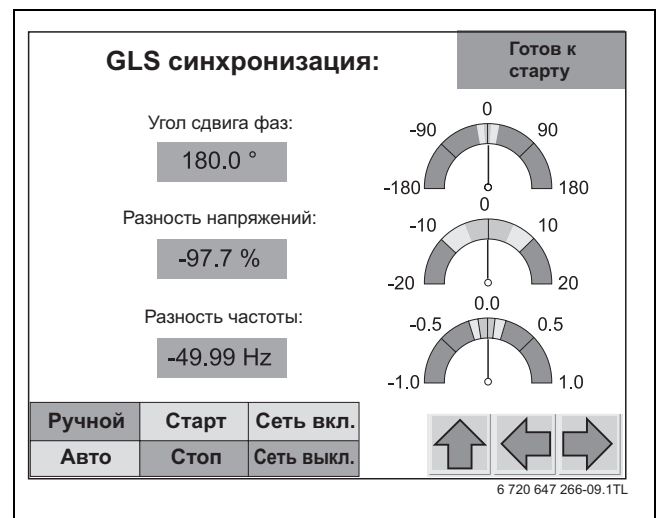 GLS синхронизация:
Готов к
старту
Угол сдвига фаз:
180.0 °
0
-90
90
-180
180
Разность напряжений:
-97.7 %
0
-10
10
-20
20
Разность частоты:
-49.99 Hz
0.0
-0.5
0.5
-1.0
1.0
Ручной Старт Сеть вкл.
Авто Стоп Сеть выкл.
6 720 647 266-09.1TL